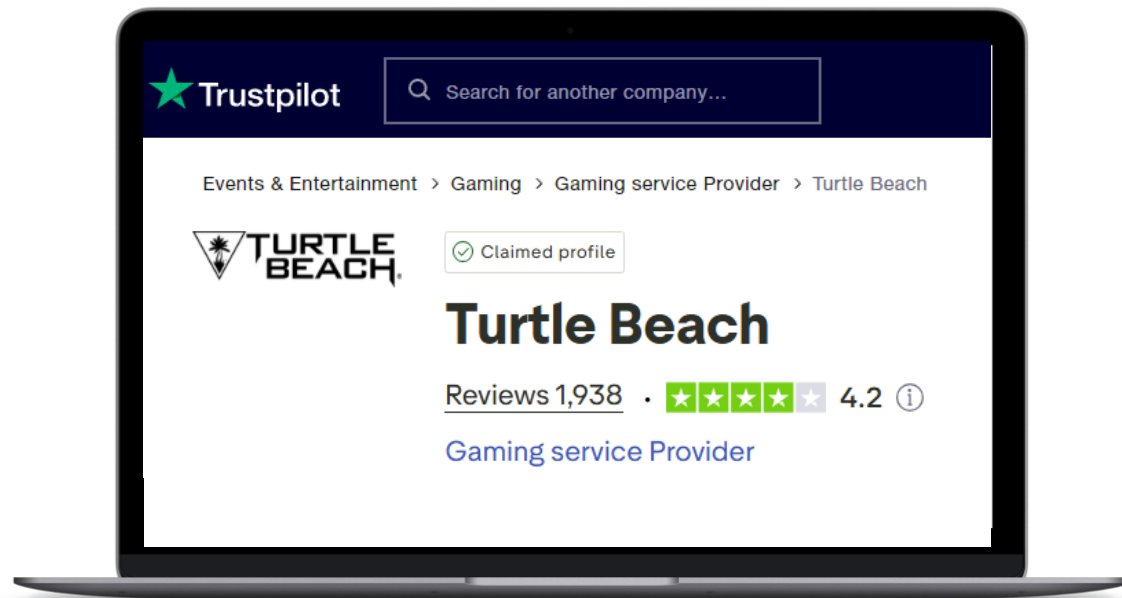 Trustpilot
Search for another company...
Events & Entertainment > Gaming > Gaming service Provider > Turtle Beach
TURTLE
BEACH®
Claimed profile
Turtle Beach
Reviews 1,938 · 4.2
Gaming service Provider